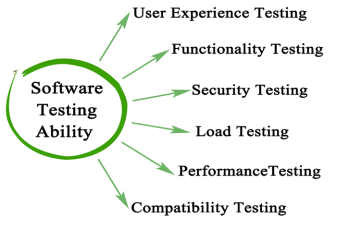 User Experience Testing
Functionality Testing
Software
Testing
Ability
Security Testing
Load Testing
PerformanceTesting
Compatibility Testing